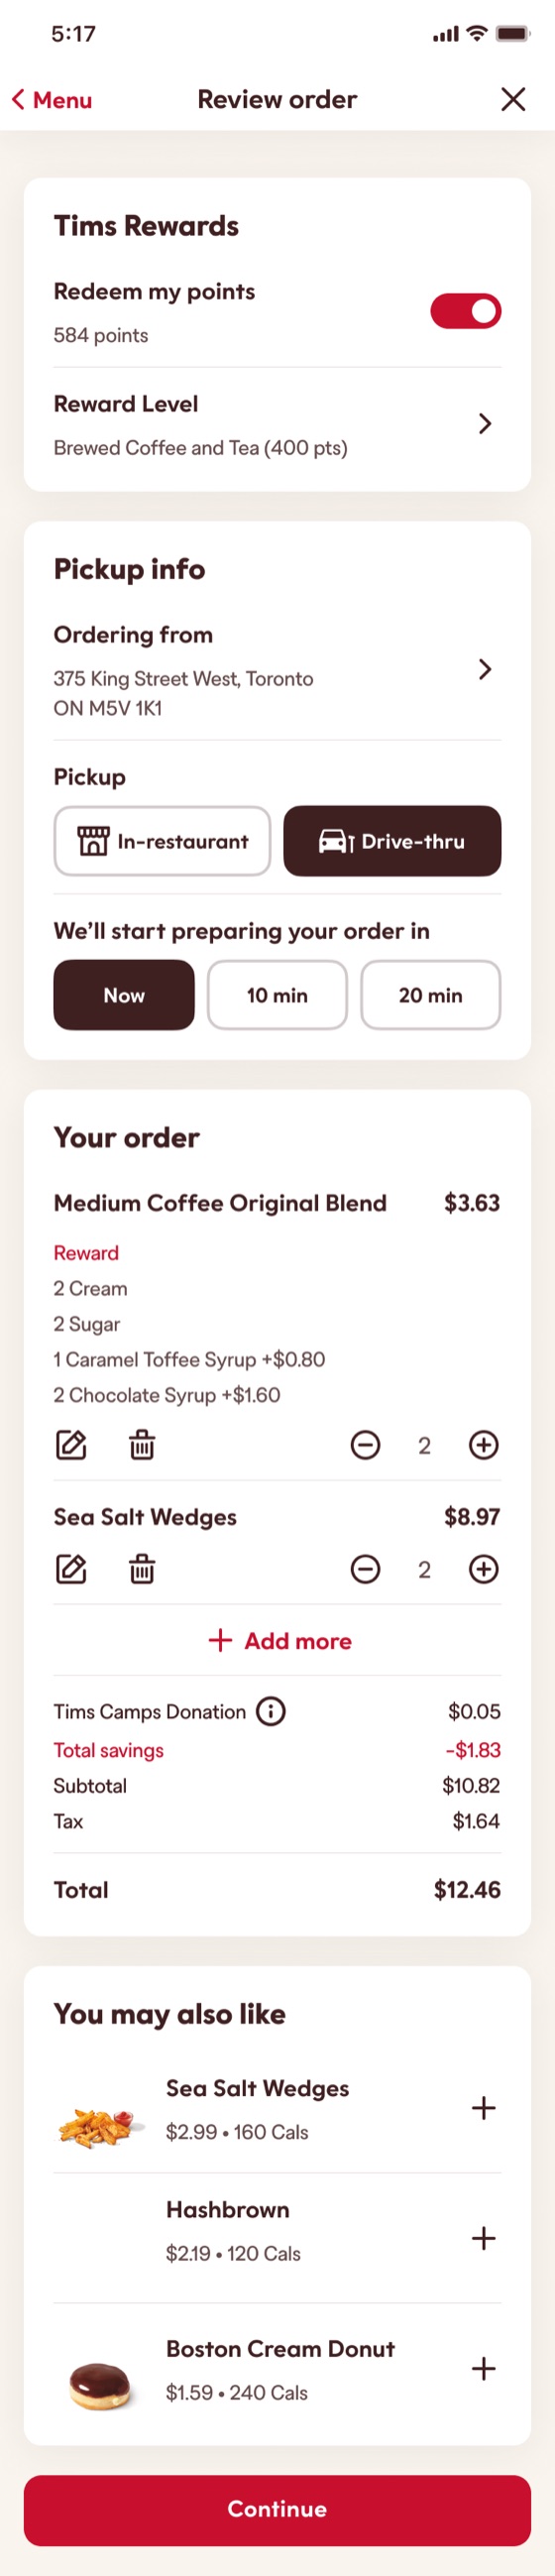 5:17
Menu
Review order
Tims Rewards
Redeem my points
584 points
Reward Level
Brewed Coffee and Tea (400 pts)
Pickup info
Ordering from
375 King Street West, Toronto
ON M5V 1K1
Pickup
In-restaurant
Drive-thru
We'll start preparing your order in
Now
10 min
20 min
Your order
Medium Coffee Original Blend $3.63
Reward
2 Cream
2 Sugar
1 Caramel Toffee Syrup +$0.80
2 Chocolate Syrup +$1.60
2
Sea Salt Wedges $8.97
2
Add more
Tims Camps Donation $0.05
Total savings -$1.83
Subtotal $10.82
Tax $1.64
Total $12.46
You may also like
Sea Salt Wedges
$2.99 • 160 Cals
Hashbrown
$2.19 • 120 Cals
Boston Cream Donut
$1.59 • 240 Cals
Continue